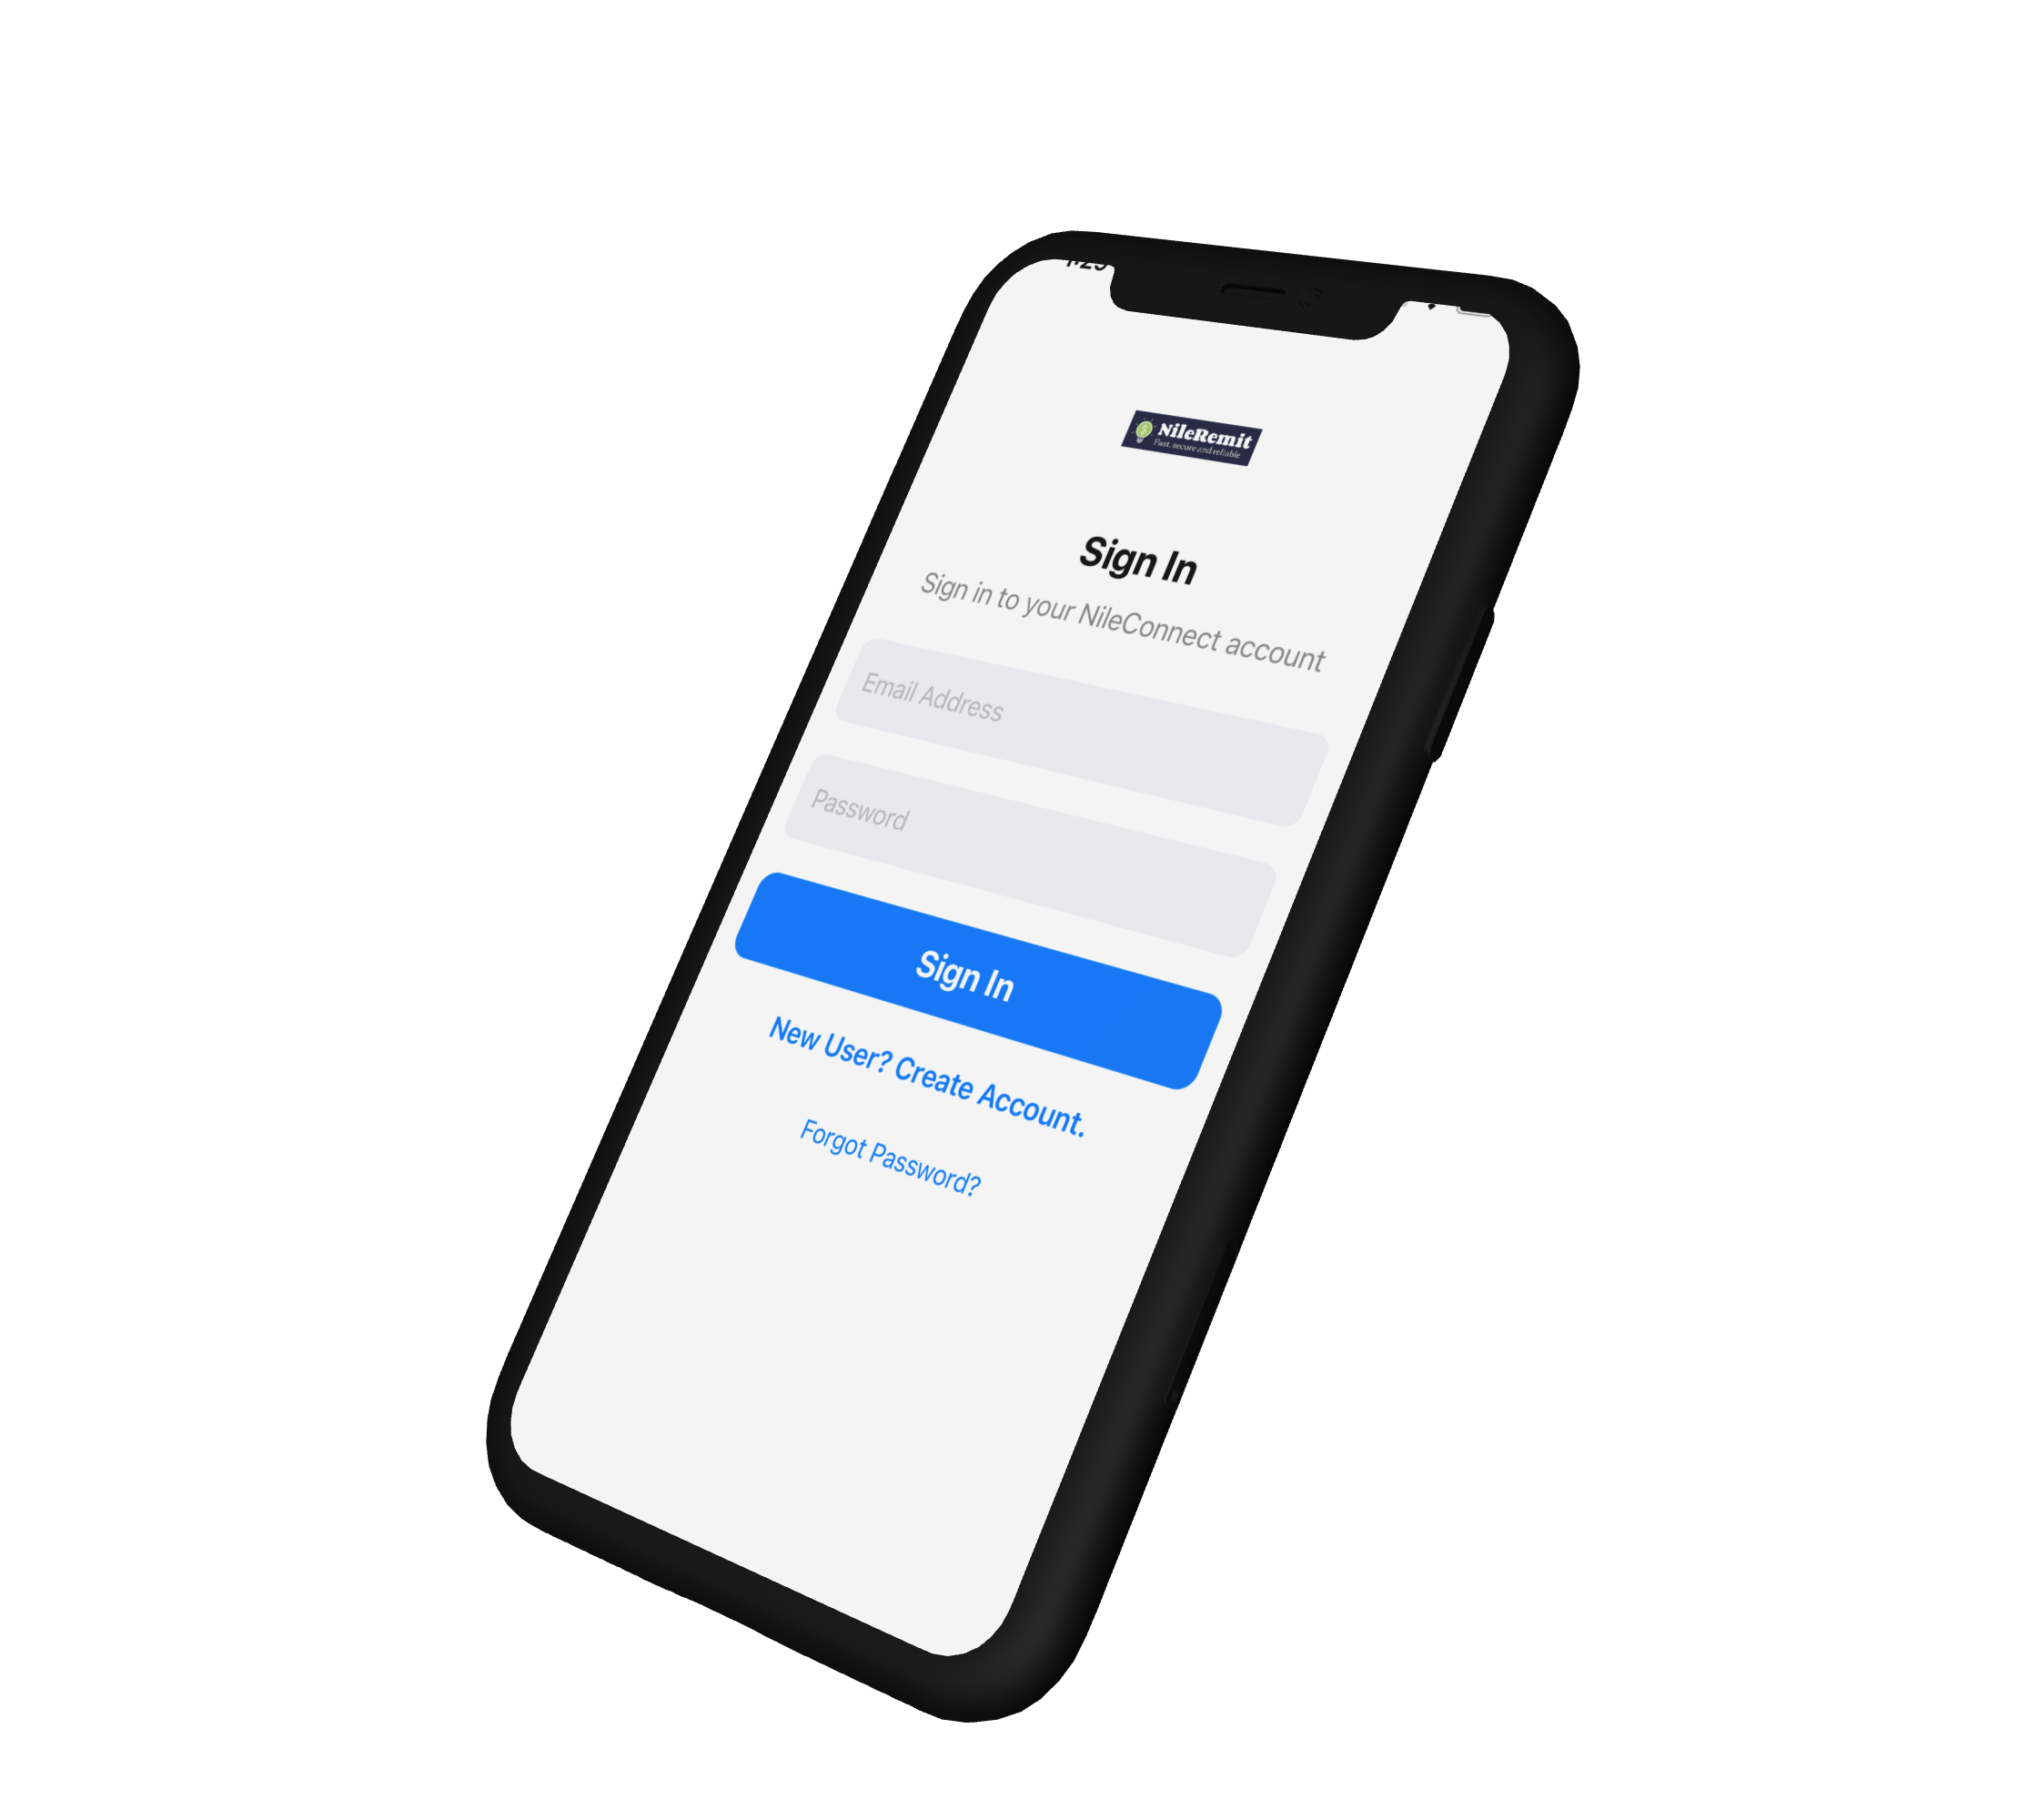 NileRemit
Fast, secure and reliable
Sign In
Sign in to your NileConnect account
Email Address
Password
Sign In
New User? Create Account.
Forgot Password?